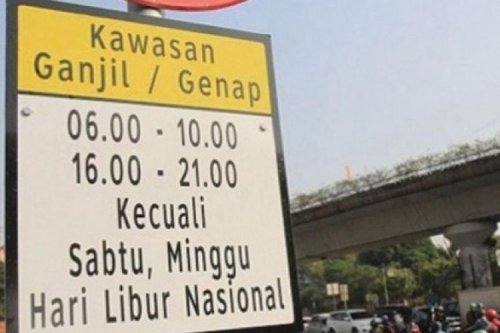 Kawasan
Ganjil / Genap
06.00 - 10.00
16.00 - 21.00
Kecuali
Sabtu, Minggu
Hari Libur Nasional